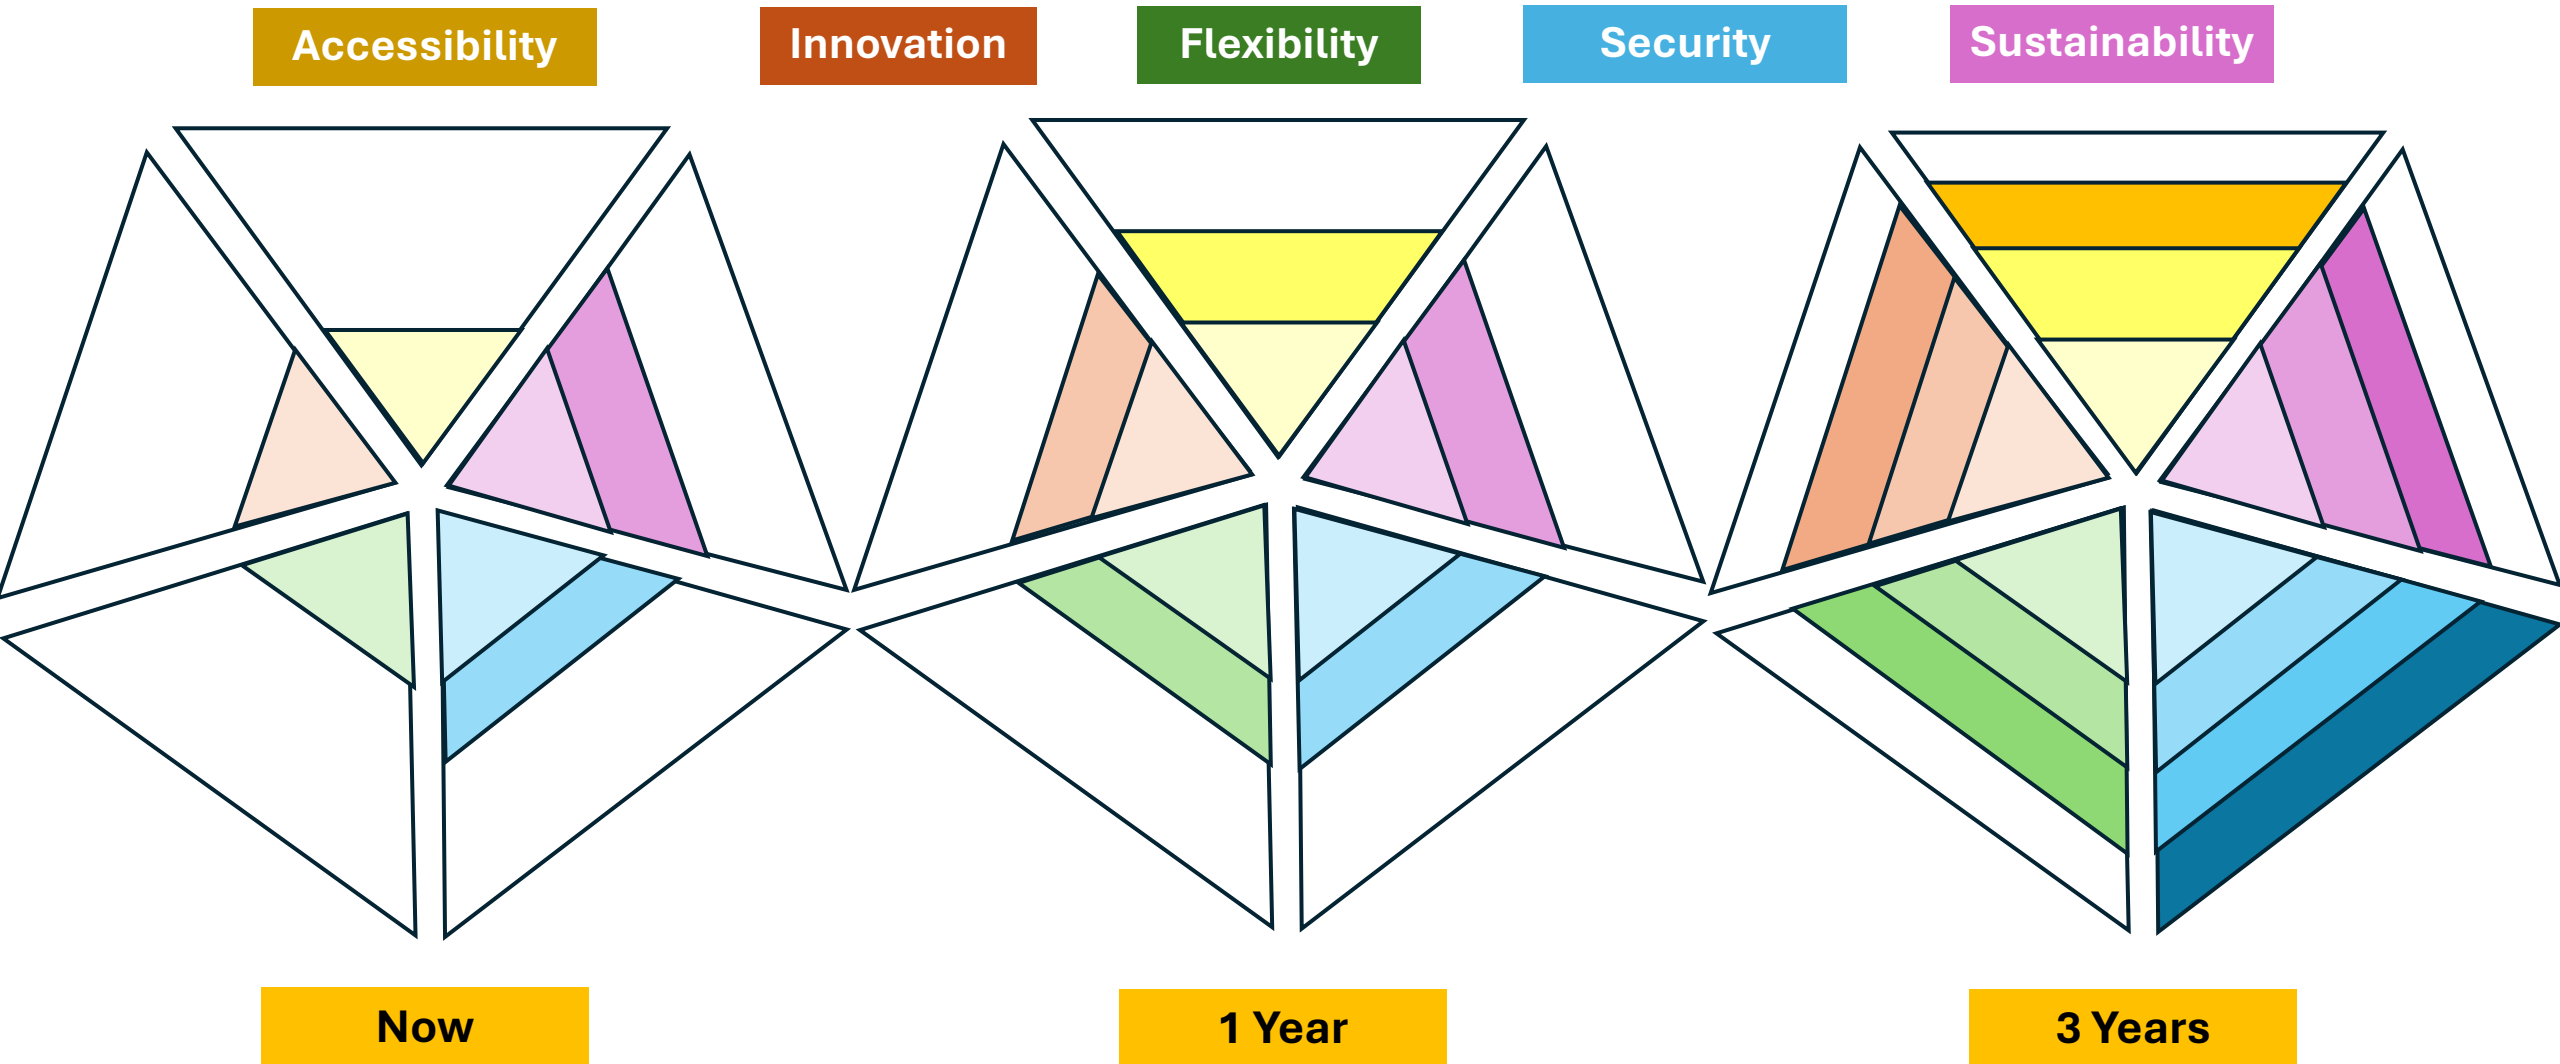 Accessibility
Innovation
Flexibility
Security
Sustainability
Now
1 Year
3 Years